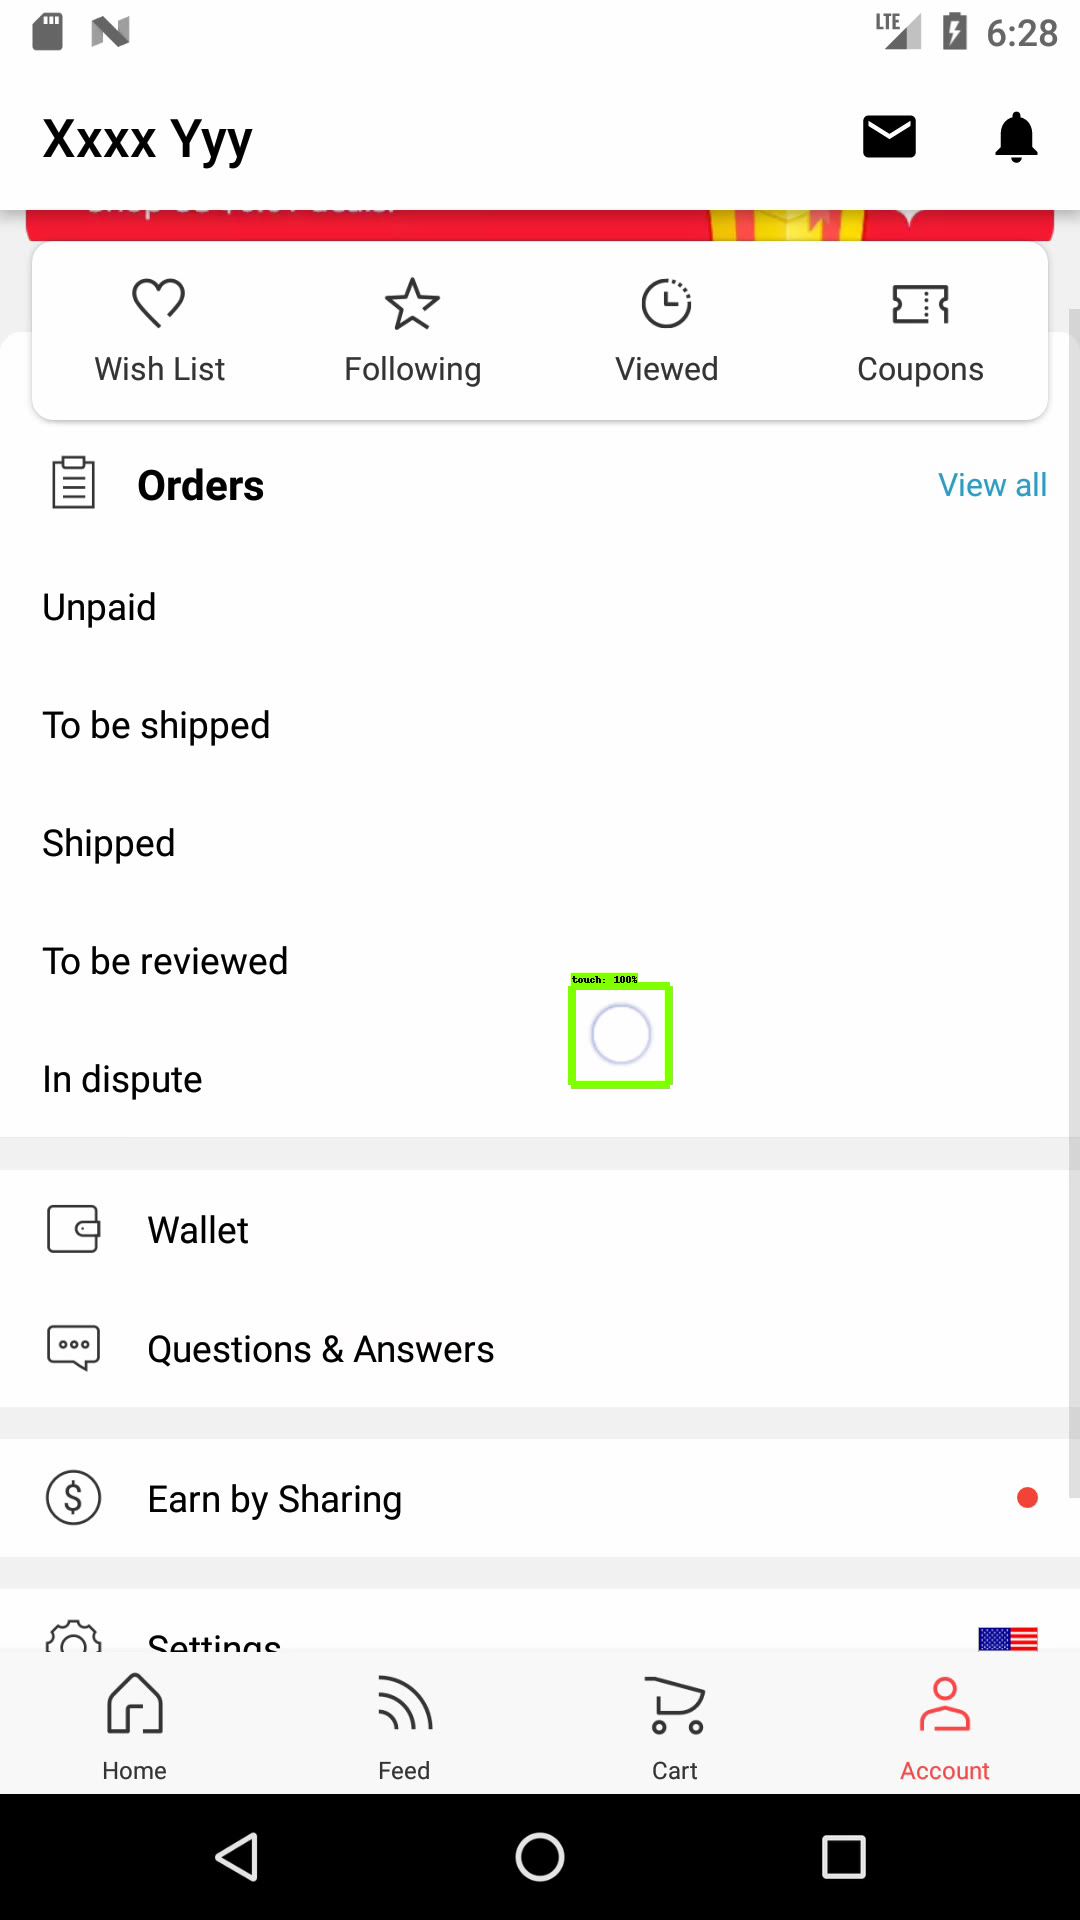 LTE 6:28
Xxxx Yyy
Wish List Following Viewed Coupons
Orders View all
Unpaid
To be shipped
Shipped
To be reviewed
touch: 100%
In dispute
Wallet
Questions & Answers
Earn by Sharing
Settings
Home Feed Cart Account